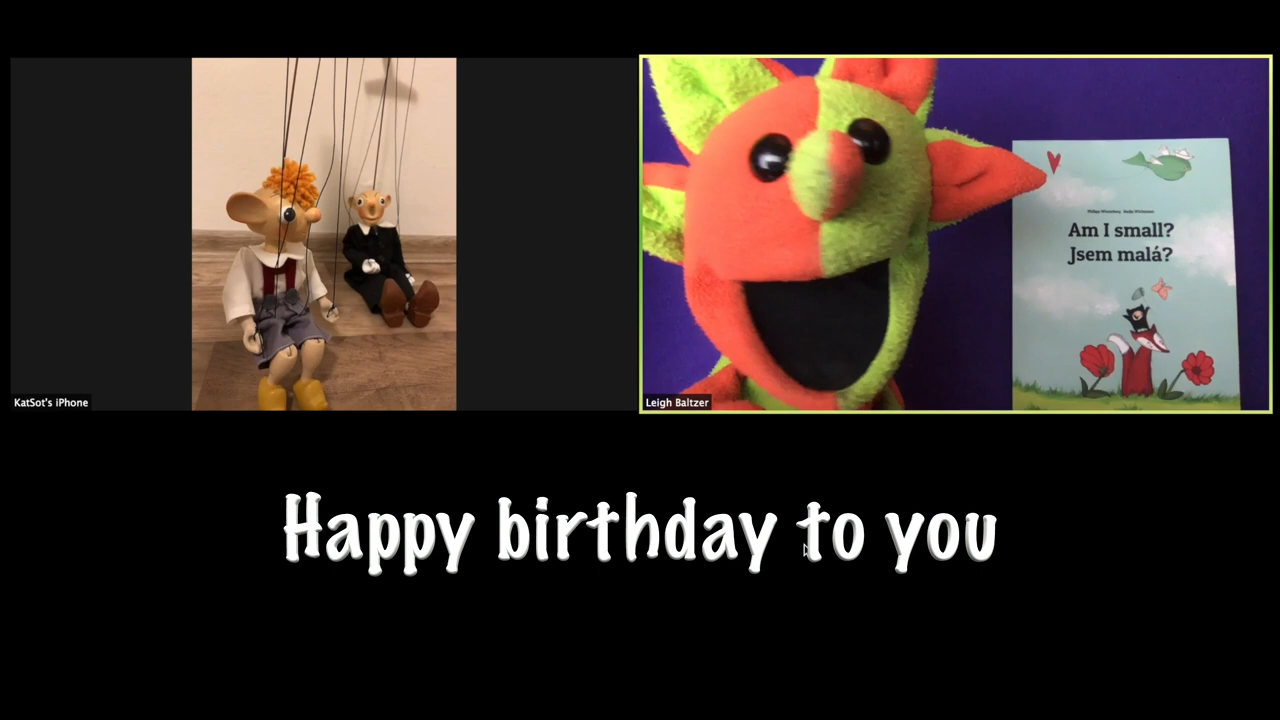 KatSot's iPhone
Leigh Baltzer
Am I small?
Jsem malá?
Happy birthday to you